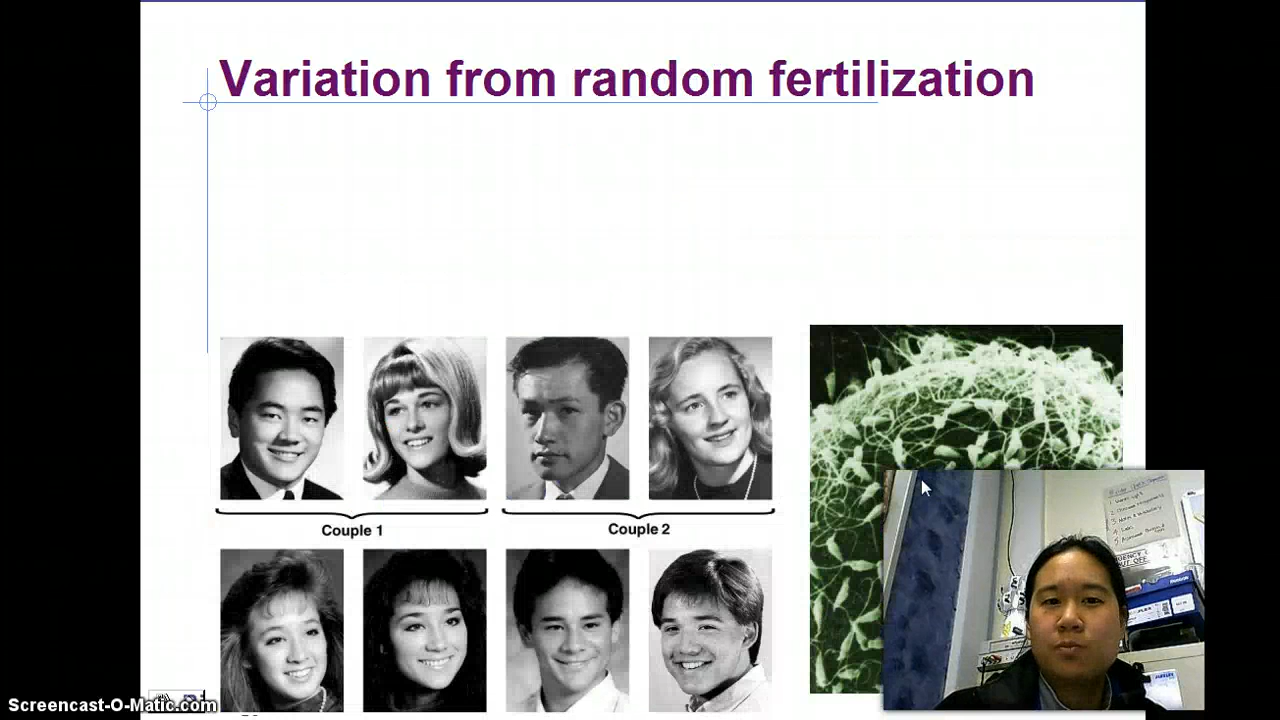 Variation from random fertilization
Couple 1
Couple 2
Screencast-O-Matic.com